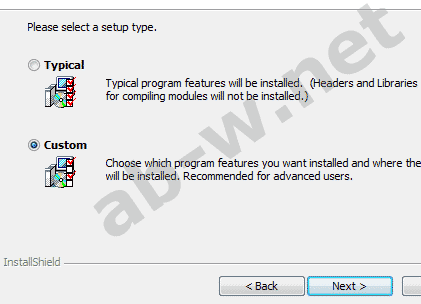 Please select a setup type.
Typical
Typical program features will be installed. (Headers and Libraries
for compiling modules will not be installed.)
Custom
Choose which program features you want installed and where the
will be installed. Recommended for advanced users.
ab-w.net
InstallShield
< Back
Next >